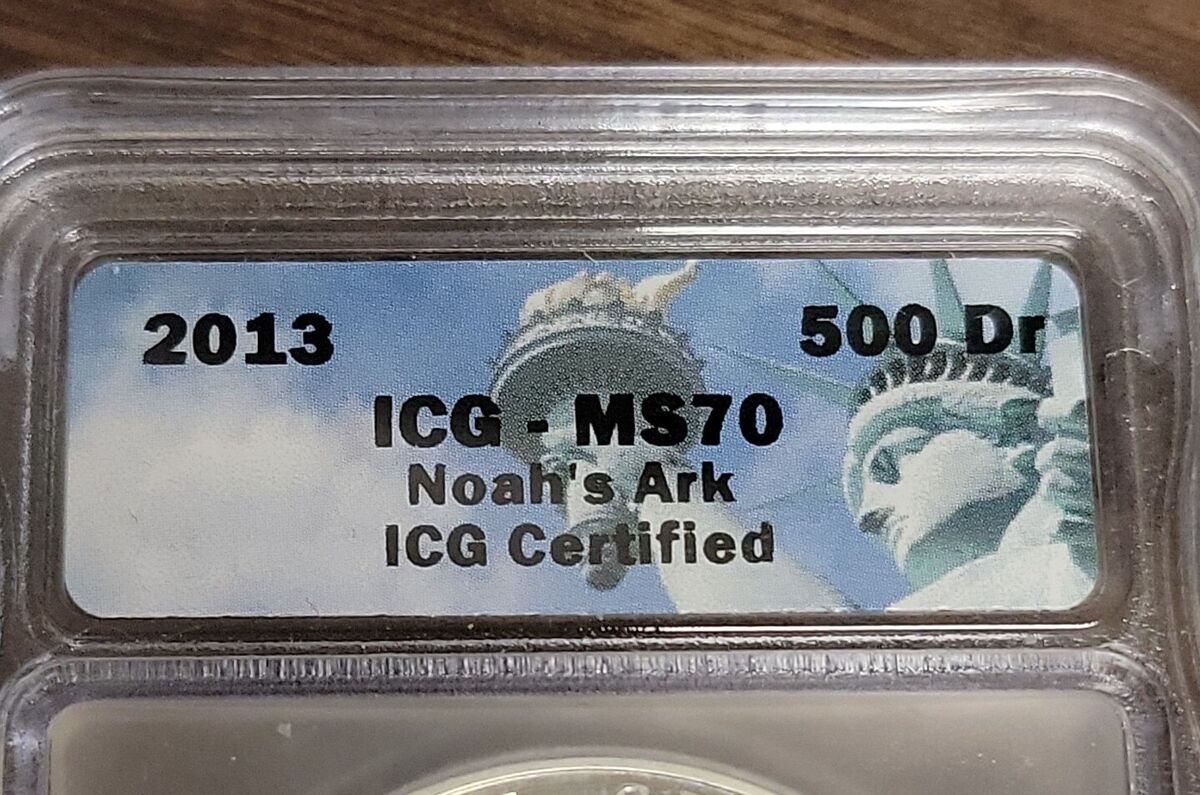 2013 500 Dr
ICG - MS70
Noah's Ark
ICG Certified